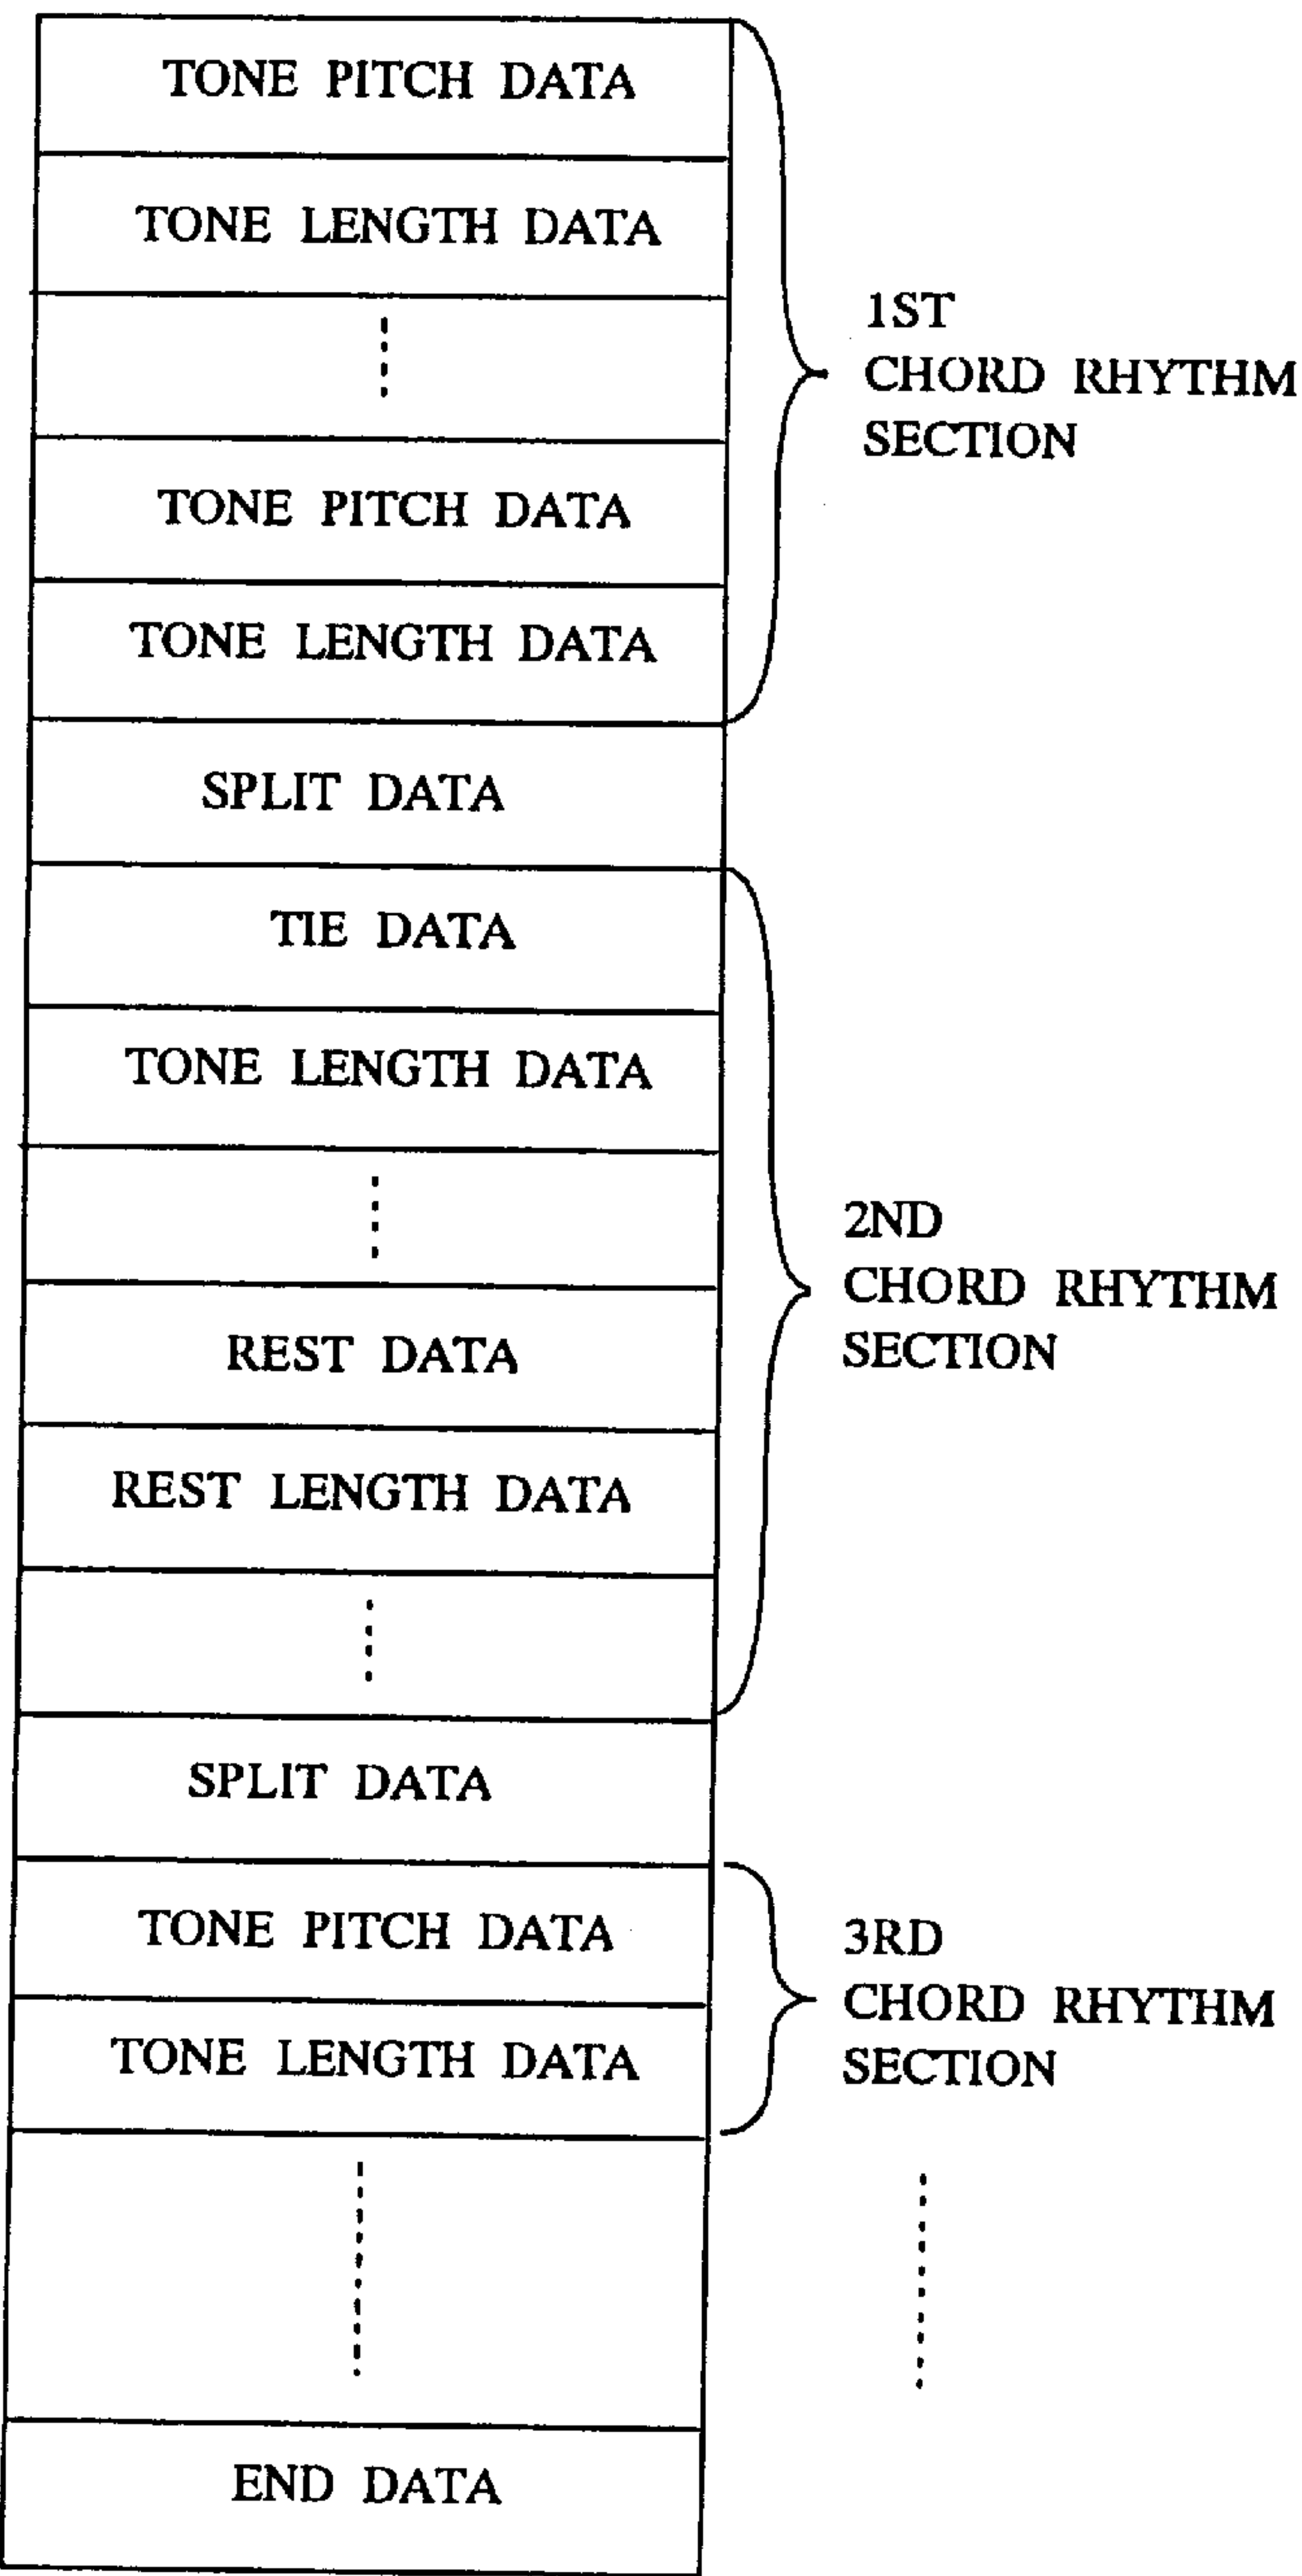 TONE PITCH DATA
TONE LENGTH DATA
TONE PITCH DATA
TONE LENGTH DATA
1ST
CHORD RHYTHM
SECTION
SPLIT DATA
TIE DATA
TONE LENGTH DATA
REST DATA
REST LENGTH DATA
2ND
CHORD RHYTHM
SECTION
SPLIT DATA
TONE PITCH DATA
TONE LENGTH DATA
3RD
CHORD RHYTHM
SECTION
END DATA